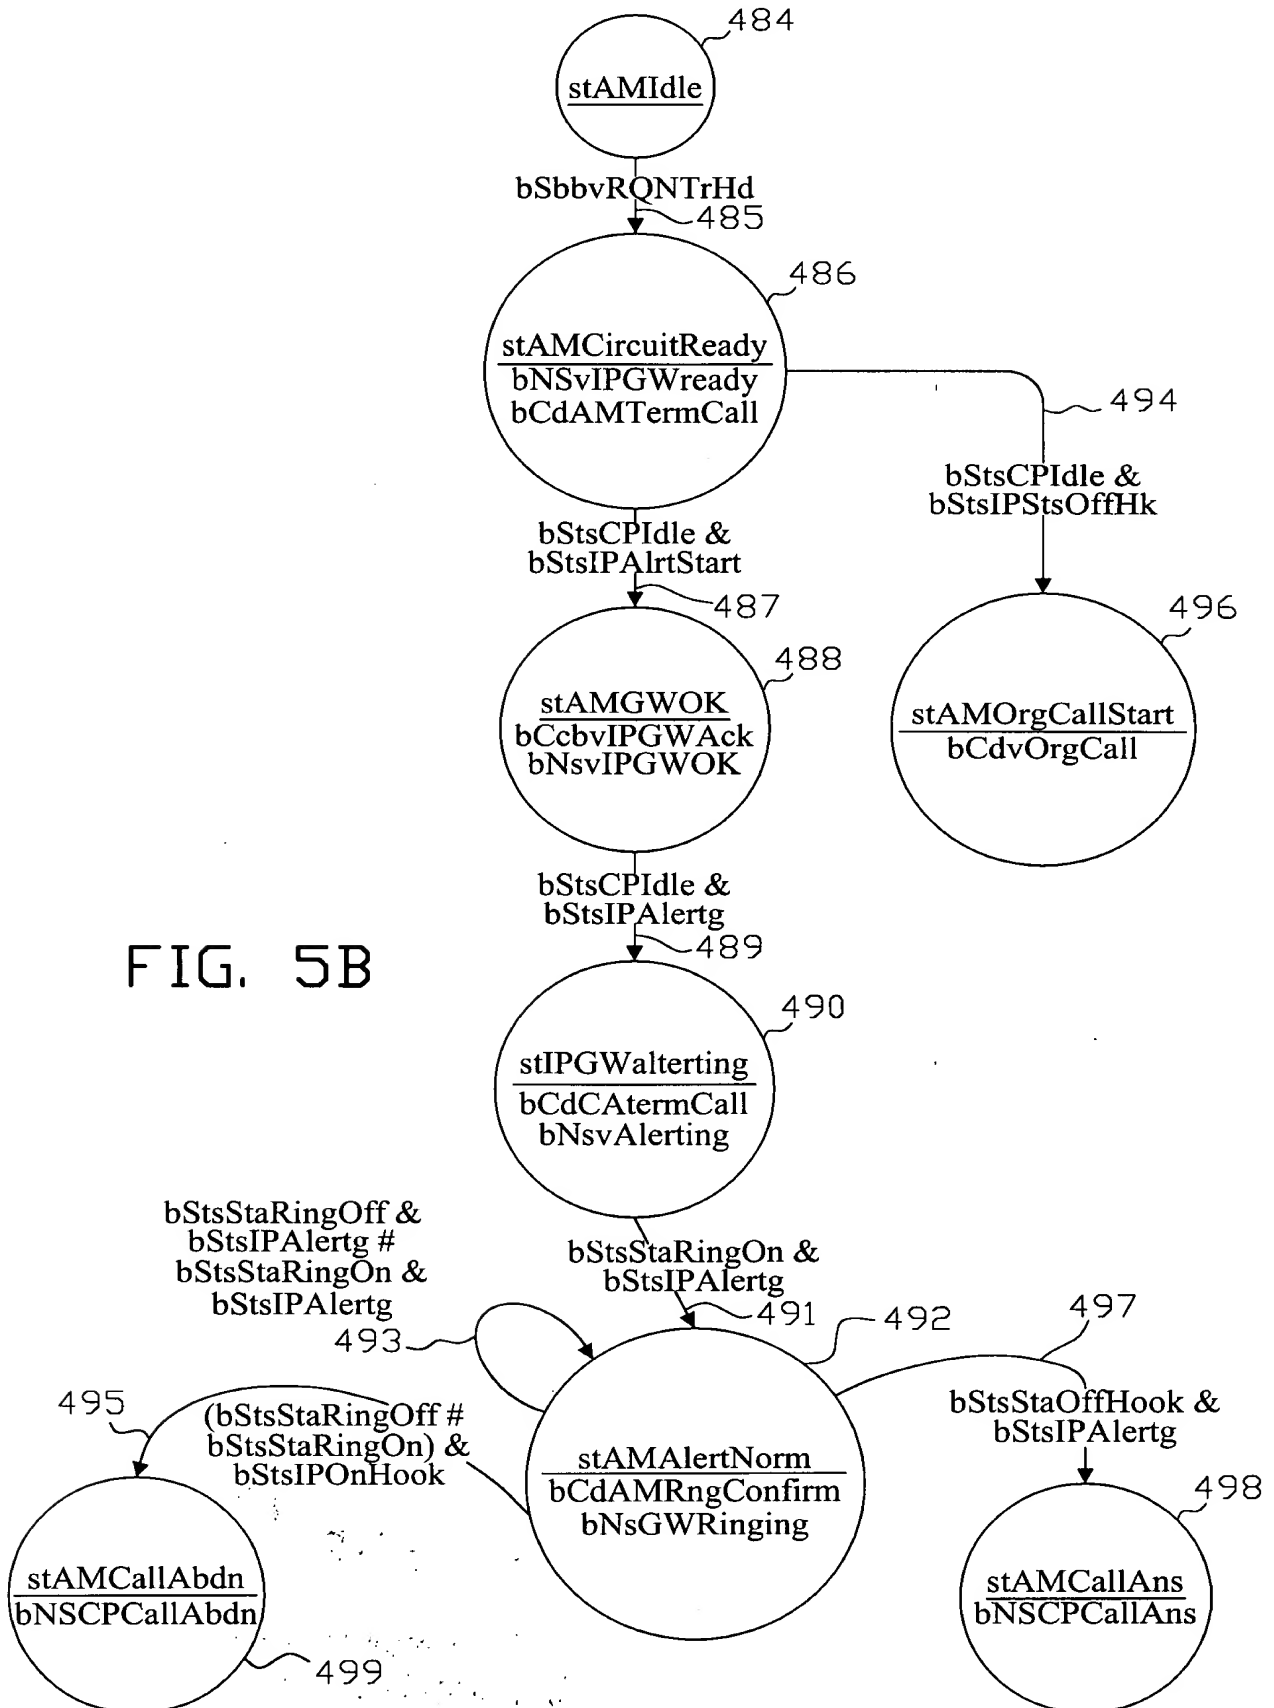 484
stAMIdle
bSbbvRQNTrHd
485
486
stAMCircuitReady
bNSvIPGWready
bCdAMTermCall
494
bStsCPIdle &
bStsIPStsOffHk
bStsCPIdle &
bStsIPAlrtStart
487
496
488
stAMGWOK
bCcbvIPGWAck
bNsvIPGWOK
stAMOrgCallStart
bCdvOrgCall
bStsCPIdle &
bStsIPAlertg
489
FIG. 5B
490
stIPGWalterting
bCdCAtermCall
bNsvAlerting
bStsStaRingOff &
bStsIPAlertg #
bStsStaRingOn &
bStsIPAlertg
493
bStsStaRingOn &
bStsIPAlertg
491
492
497
495
(bStsStaRingOff #
bStsStaRingOn) &
bStsIPOnHook
bStsStaOffHook &
bStsIPAlertg
stAMAlertNorm
bCdAMRngConfirm
bNsGWRinging
498
stAMCallAbdn
bNSCPCallAbdn
499
stAMCallAns
bNSCPCallAns